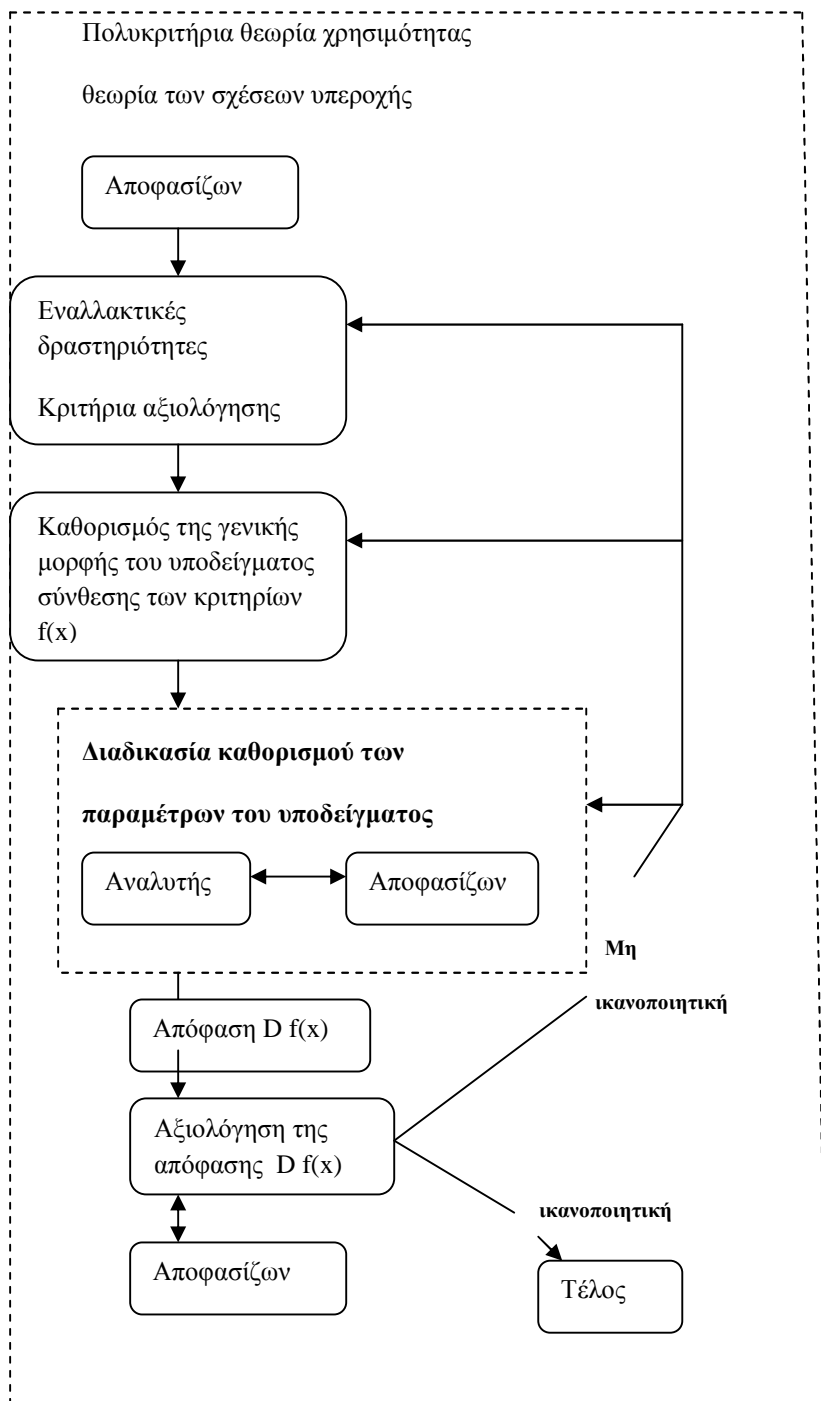 Πολυκριτήρια θεωρία χρησιμότητας
θεωρία των σχέσεων υπεροχής
Αποφασίζων
Εναλλακτικές
δραστηριότητες
Κριτήρια αξιολόγησης
Καθορισμός της γενικής
μορφής του υποδείγματος
σύνθεσης των κριτηρίων
f(x)
Διαδικασία καθορισμού των
παραμέτρων του υποδείγματος
Αναλυτής
Αποφασίζων
Μη
ικανοποιητική
Απόφαση D f(x)
Αξιολόγηση της
απόφασης D f(x)
ικανοποιητική
Αποφασίζων
Τέλος